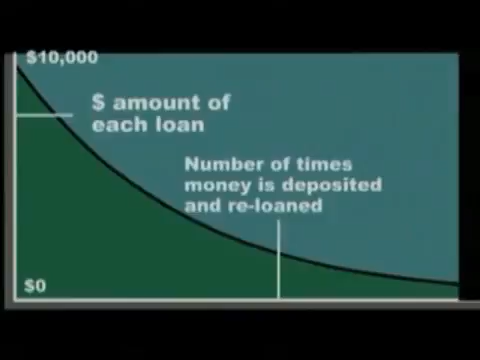 $10,000
$ amount of
each loan
Number of times
money is deposited
and re-loaned
$0